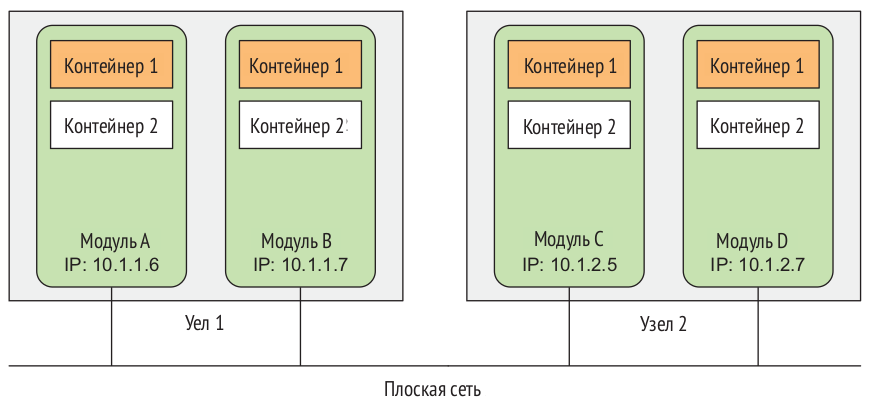 Контейнер 1
Контейнер 2
Модуль A
IP: 10.1.1.6
Контейнер 1
Контейнер 2
Модуль B
IP: 10.1.1.7
Уел 1
Контейнер 1
Контейнер 2
Модуль C
IP: 10.1.2.5
Контейнер 1
Контейнер 2
Модуль D
IP: 10.1.2.7
Узел 2
Плоская сеть